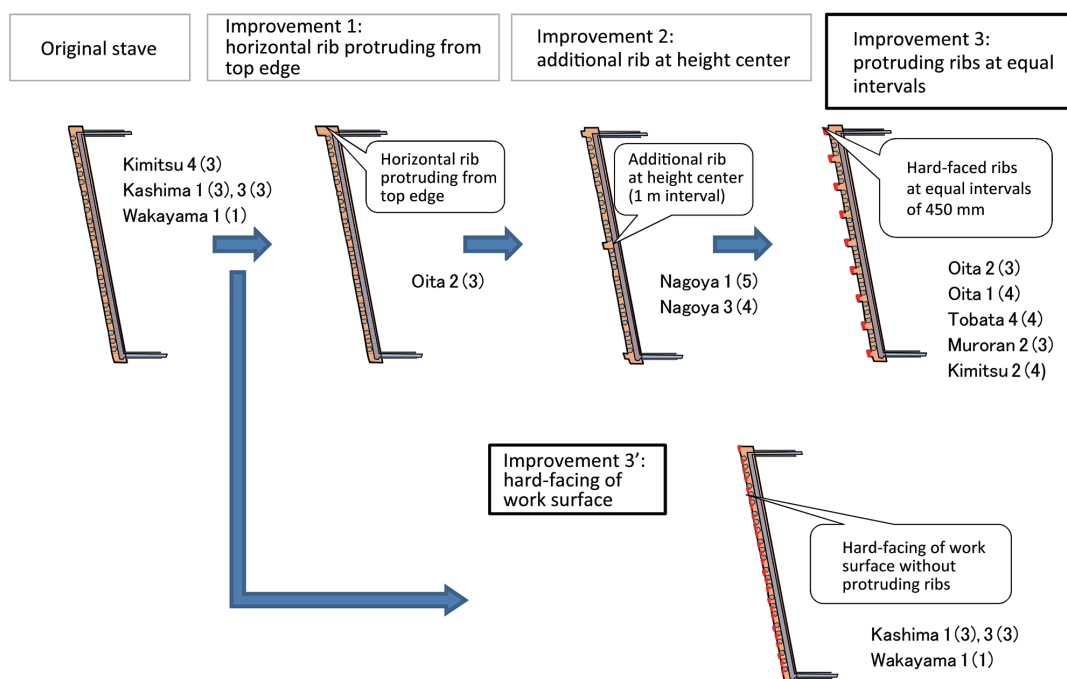 Original stave
Improvement 1:
horizontal rib protruding from
top edge
Improvement 2:
additional rib at height center
Improvement 3:
protruding ribs at equal
intervals
Kimitsu 4 (3)
Kashima 1 (3), 3 (3)
Wakayama 1 (1)
Horizontal rib
protruding from
top edge
Oita 2 (3)
Additional rib
at height center
(1 m interval)
Nagoya 1 (5)
Nagoya 3 (4)
Hard-faced ribs
at equal intervals
of 450 mm
Oita 2 (3)
Oita 1 (4)
Tobata 4 (4)
Muroran 2 (3)
Kimitsu 2 (4)
Improvement 3′:
hard-facing of
work surface
Hard-facing of work
surface without
protruding ribs
Kashima 1 (3), 3 (3)
Wakayama 1 (1)